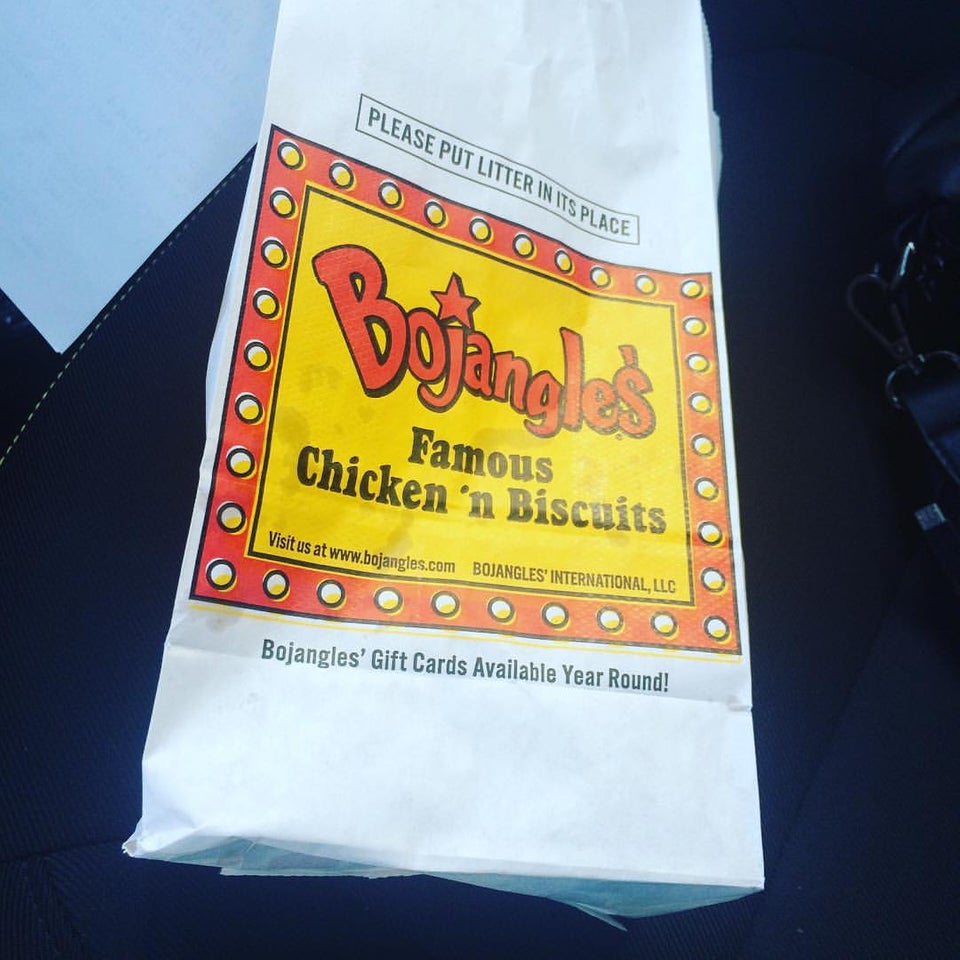 PLEASE PUT LITTER IN ITS PLACE
Bojangles'
Famous
Chicken 'n Biscuits
Visit us at www.bojangles.com BOJANGLES' INTERNATIONAL, LLC
Bojangles' Gift Cards Available Year Round!